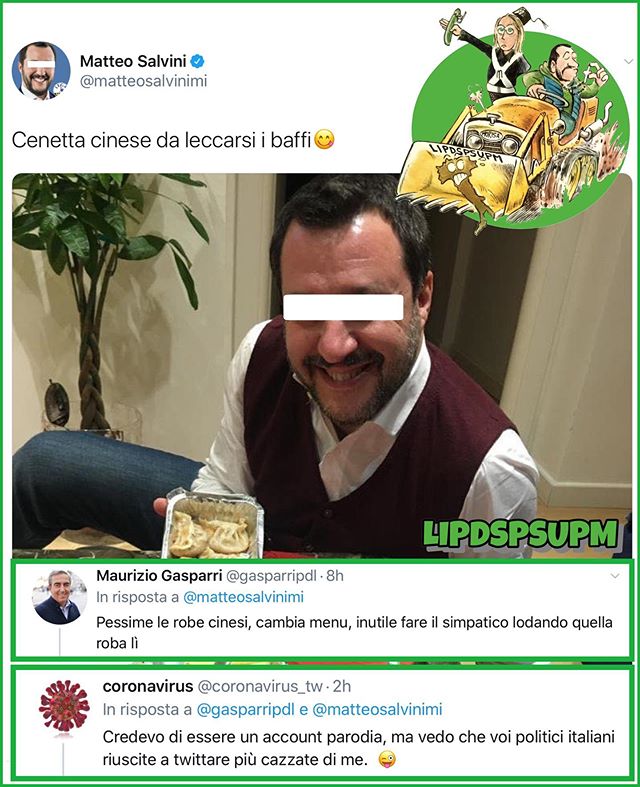 Matteo Salvini
@matteosalvinimi
Cenetta cinese da leccarsi i baffi😋
LIPDSPSUPM
LIPDSPSUPM
Maurizio Gasparri @gasparripdl · 8h
In risposta a @matteosalvinimi
Pessime le robe cinesi, cambia menu, inutile fare il simpatico lodando quella
roba lì
coronavirus @coronavirus_tw · 2h
In risposta a @gasparripdl e @matteosalvinimi
Credevo di essere un account parodia, ma vedo che voi politici italiani
riuscite a twittare più cazzate di me. 😜